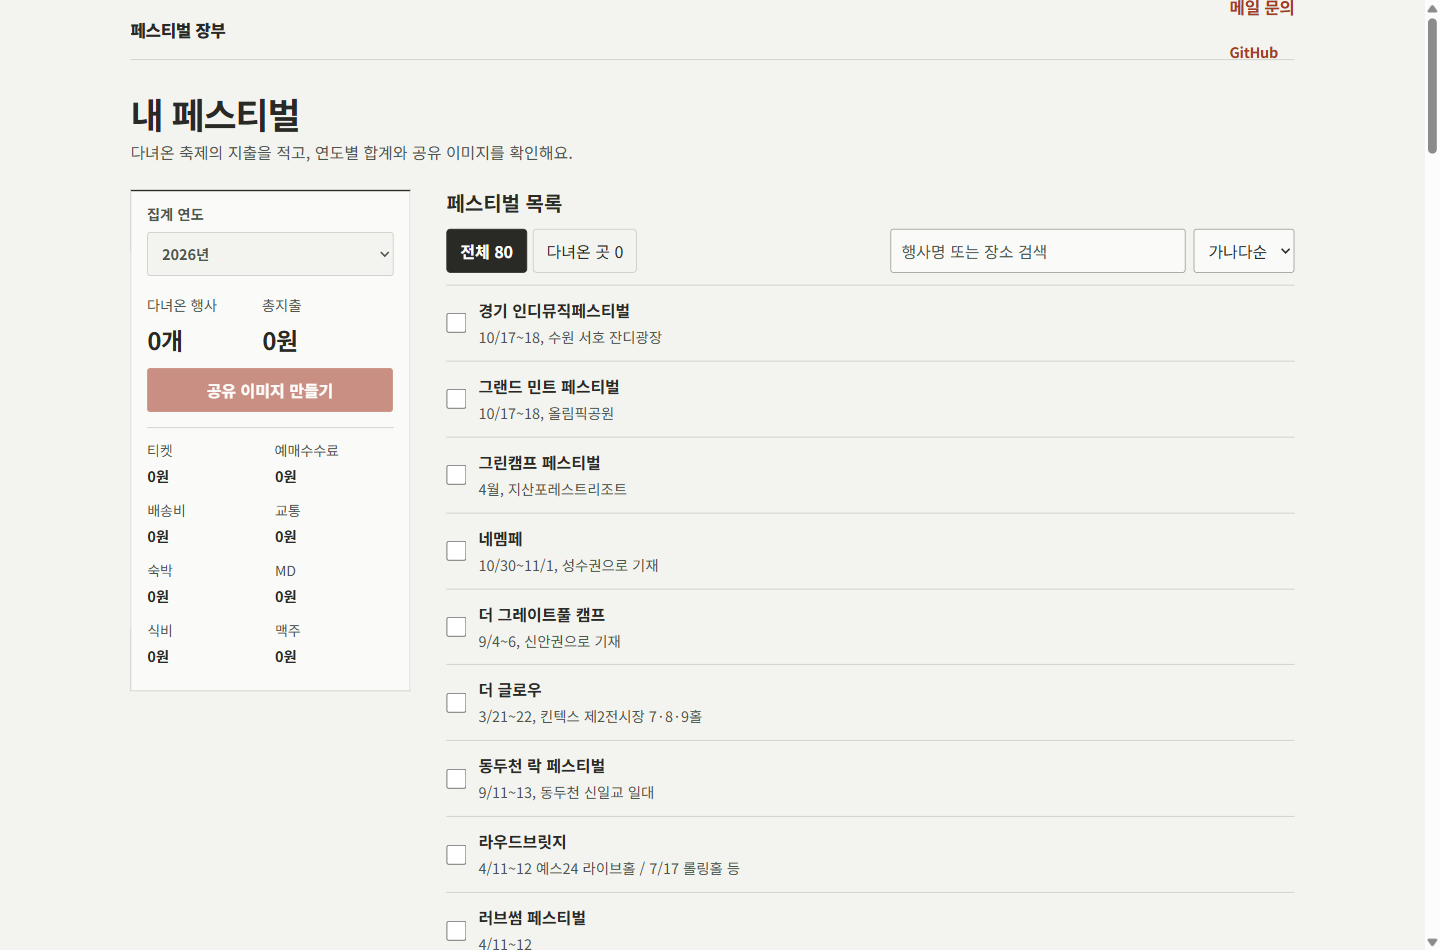 메일 문의
페스티벌 장부
GitHub
내 페스티벌
다녀온 축제의 지출을 적고, 연도별 합계와 공유 이미지를 확인해요.
집계 연도
2026년
다녀온 행사 총지출
0개 0원
공유 이미지 만들기
티켓 예매수수료
0원 0원
배송비 교통
0원 0원
숙박 MD
0원 0원
식비 맥주
0원 0원
페스티벌 목록
전체 80 다녀온 곳 0 행사명 또는 장소 검색 가나다순
경기 인디뮤직페스티벌
10/17~18, 수원 서호 잔디광장
그랜드 민트 페스티벌
10/17~18, 올림픽공원
그린캠프 페스티벌
4월, 지산포레스트리조트
네멤페
10/30~11/1, 성수권으로 기재
더 그레이트풀 캠프
9/4~6, 신안권으로 기재
더 글로우
3/21~22, 킨텍스 제2전시장 7·8·9홀
동두천 락 페스티벌
9/11~13, 동두천 신일교 일대
라우드브릿지
4/11~12 예스24 라이브홀 / 7/17 롤링홀 등
러브썸 페스티벌
4/11~12